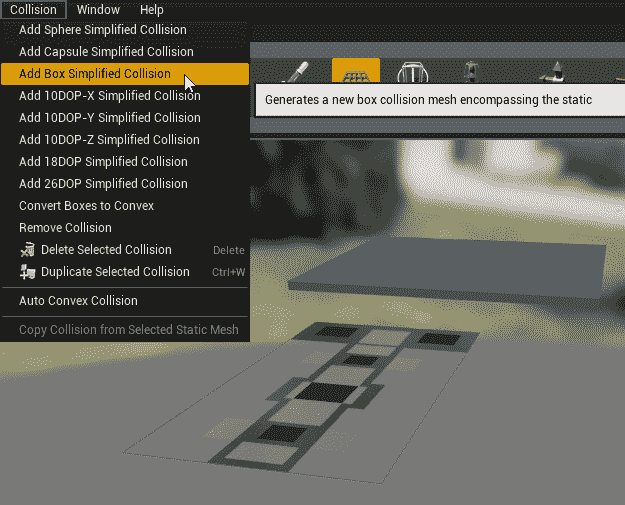 Collision Window Help
Add Sphere Simplified Collision
Add Capsule Simplified Collision
Add Box Simplified Collision
Add 10DOP-X Simplified Collision
Generates a new box collision mesh encompassing the static
Add 10DOP-Y Simplified Collision
Add 10DOP-Z Simplified Collision
Add 18DOP Simplified Collision
Add 26DOP Simplified Collision
Convert Boxes to Convex
Remove Collision
Delete Selected Collision Delete
Duplicate Selected Collision Ctrl+W
Auto Convex Collision
Copy Collision from Selected Static Mesh